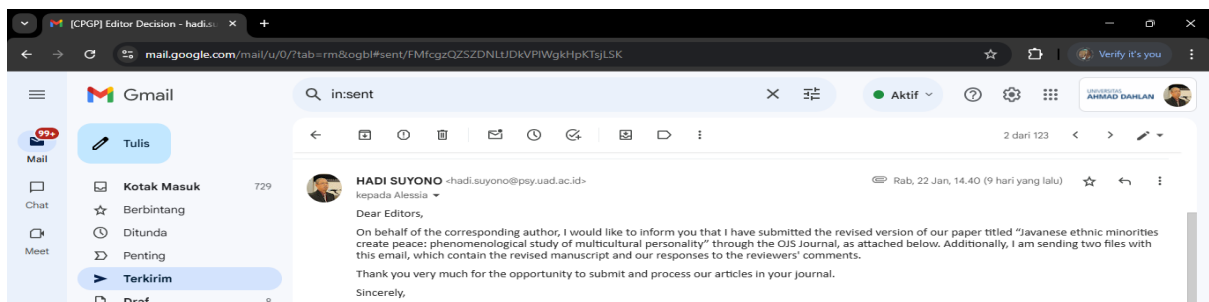 [CPGP] Editor Decision - hadi.su
mail.google.com/mail/u/0/?tab=rm&ogbl#sent/FMfcgzQZSZDNLtJDkVPlWgkHpKTsjLSK
Verify it's you
Gmail
in:sent
Aktif
UNIVERSITAS
AHMAD DAHLAN
99+
Mail
Chat
Meet
Tulis
2 dari 123
Kotak Masuk 729
Berbintang
Ditunda
Penting
Terkirim
Draf
HADI SUYONO <hadi.suyono@psy.uad.ac.id>
Rab, 22 Jan, 14.40 (9 hari yang lalu)
kepada Alessia
Dear Editors,
On behalf of the corresponding author, I would like to inform you that I have submitted the revised version of our paper titled “Javanese ethnic minorities
create peace: phenomenological study of multicultural personality” through the OJS Journal, as attached below. Additionally, I am sending two files with
this email, which contain the revised manuscript and our responses to the reviewers' comments.
Thank you very much for the opportunity to submit and process our articles in your journal.
Sincerely,